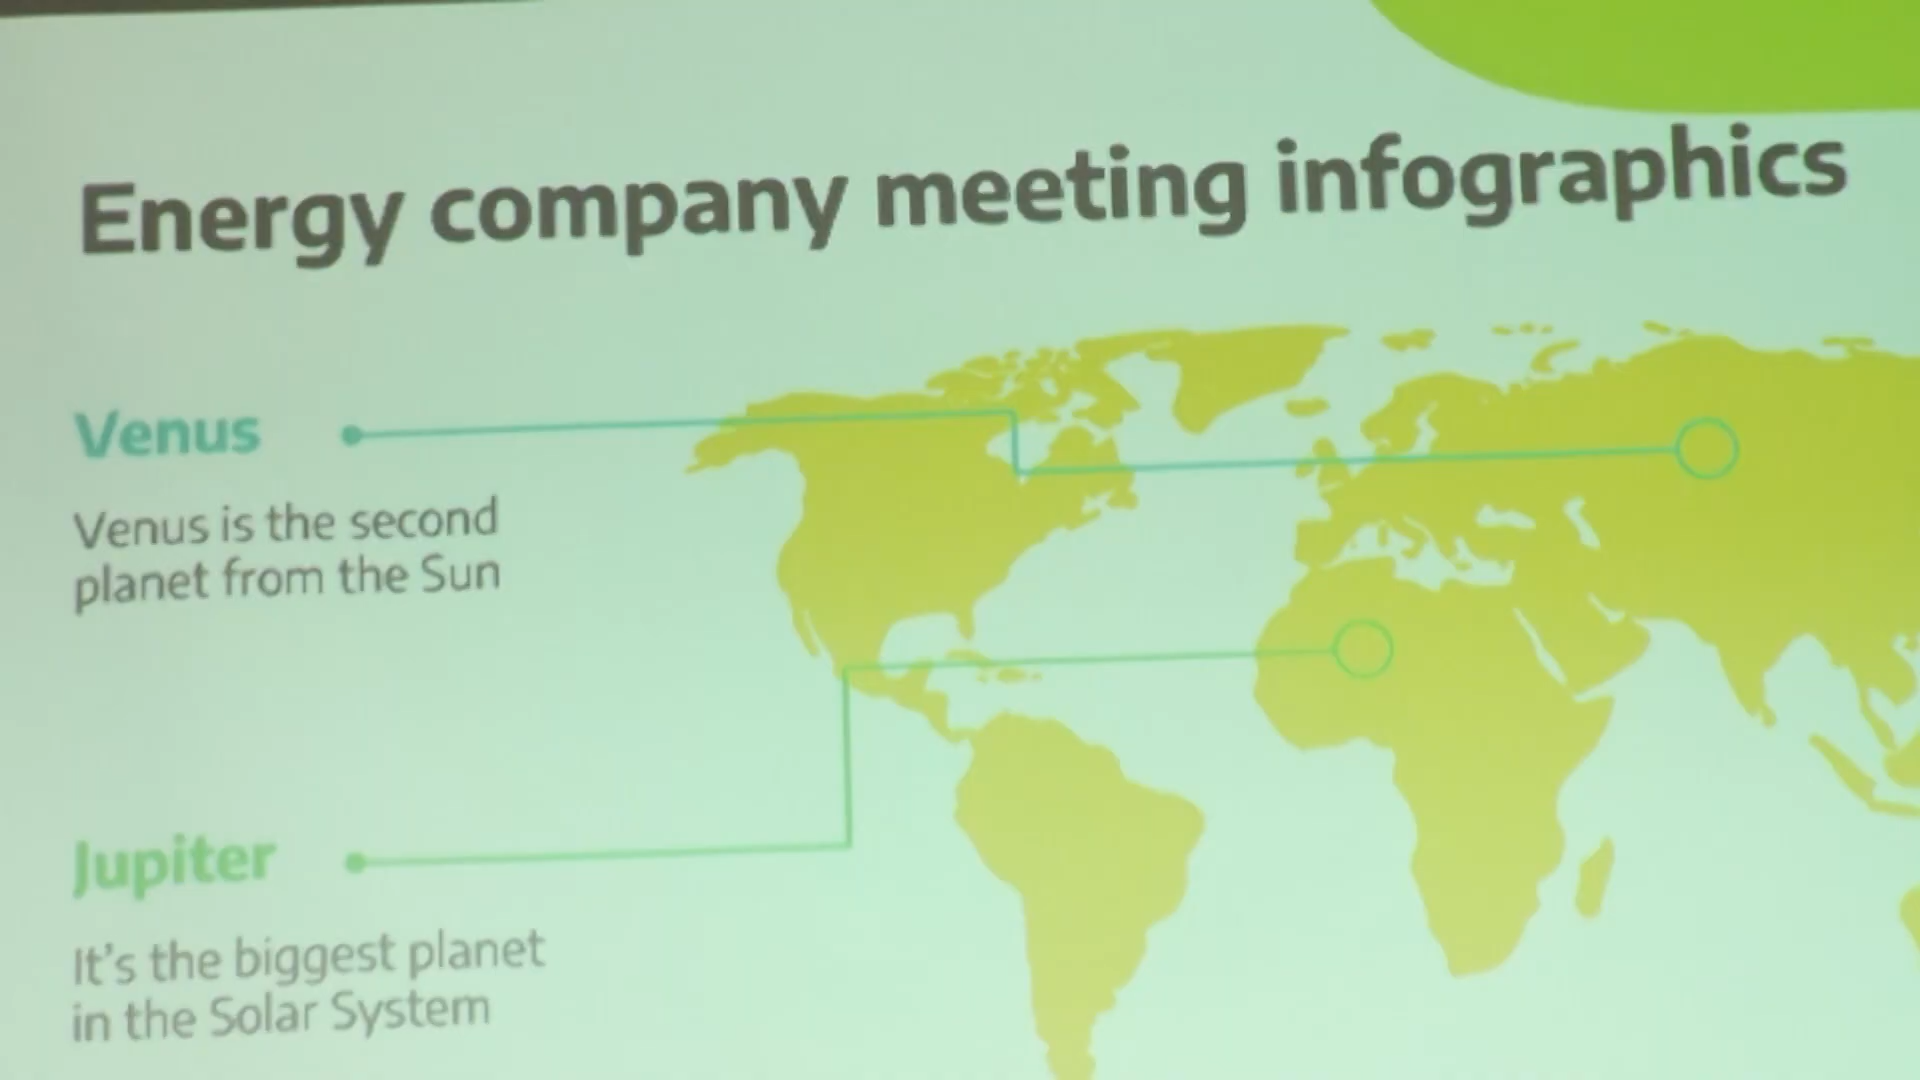 Energy company meeting infographics
Venus
Venus is the second
planet from the Sun
Jupiter
It's the biggest planet
in the Solar System